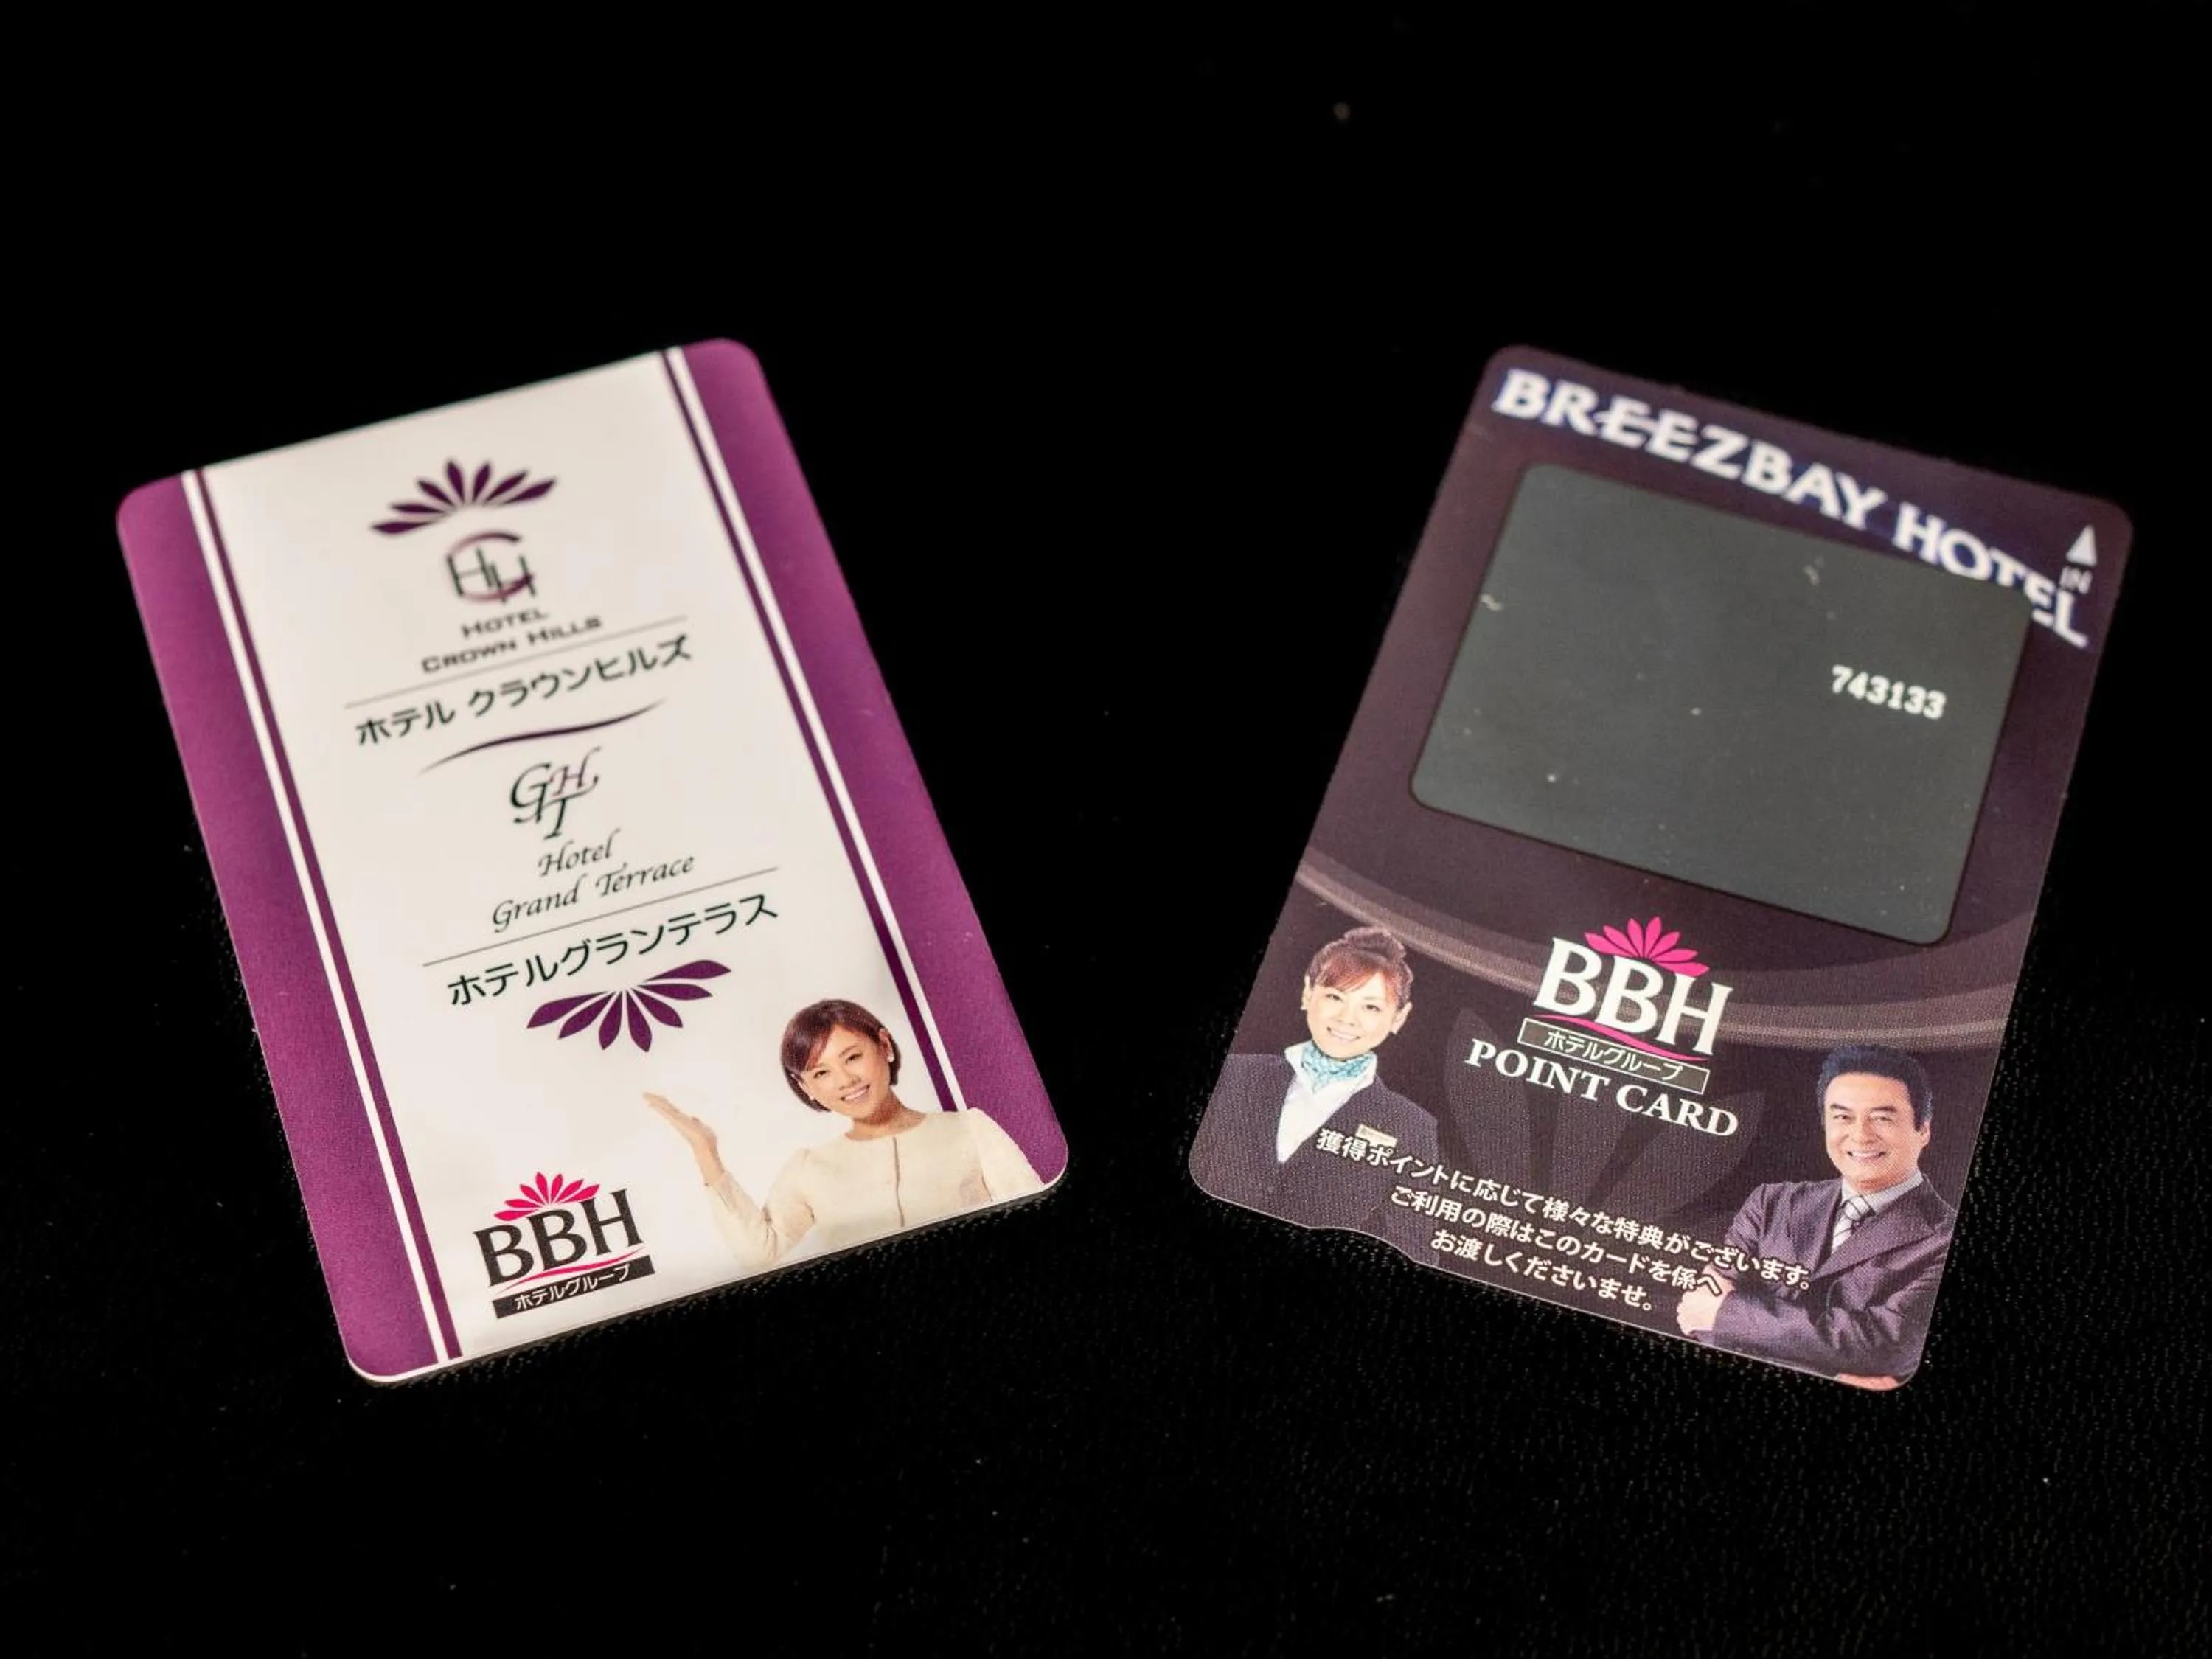 HCH
HOTEL
CROWN HILLS
ホテル クラウンヒルズ
GHT
Hotel
Grand Terrace
ホテルグランテラス
BBH
ホテルグループ
BREEZBAY HOTEL
IN
743133
BBH
ホテルグループ
POINT CARD
獲得ポイントに応じて様々な特典がございます。
ご利用の際はこのカードを係へ
お渡しくださいませ。